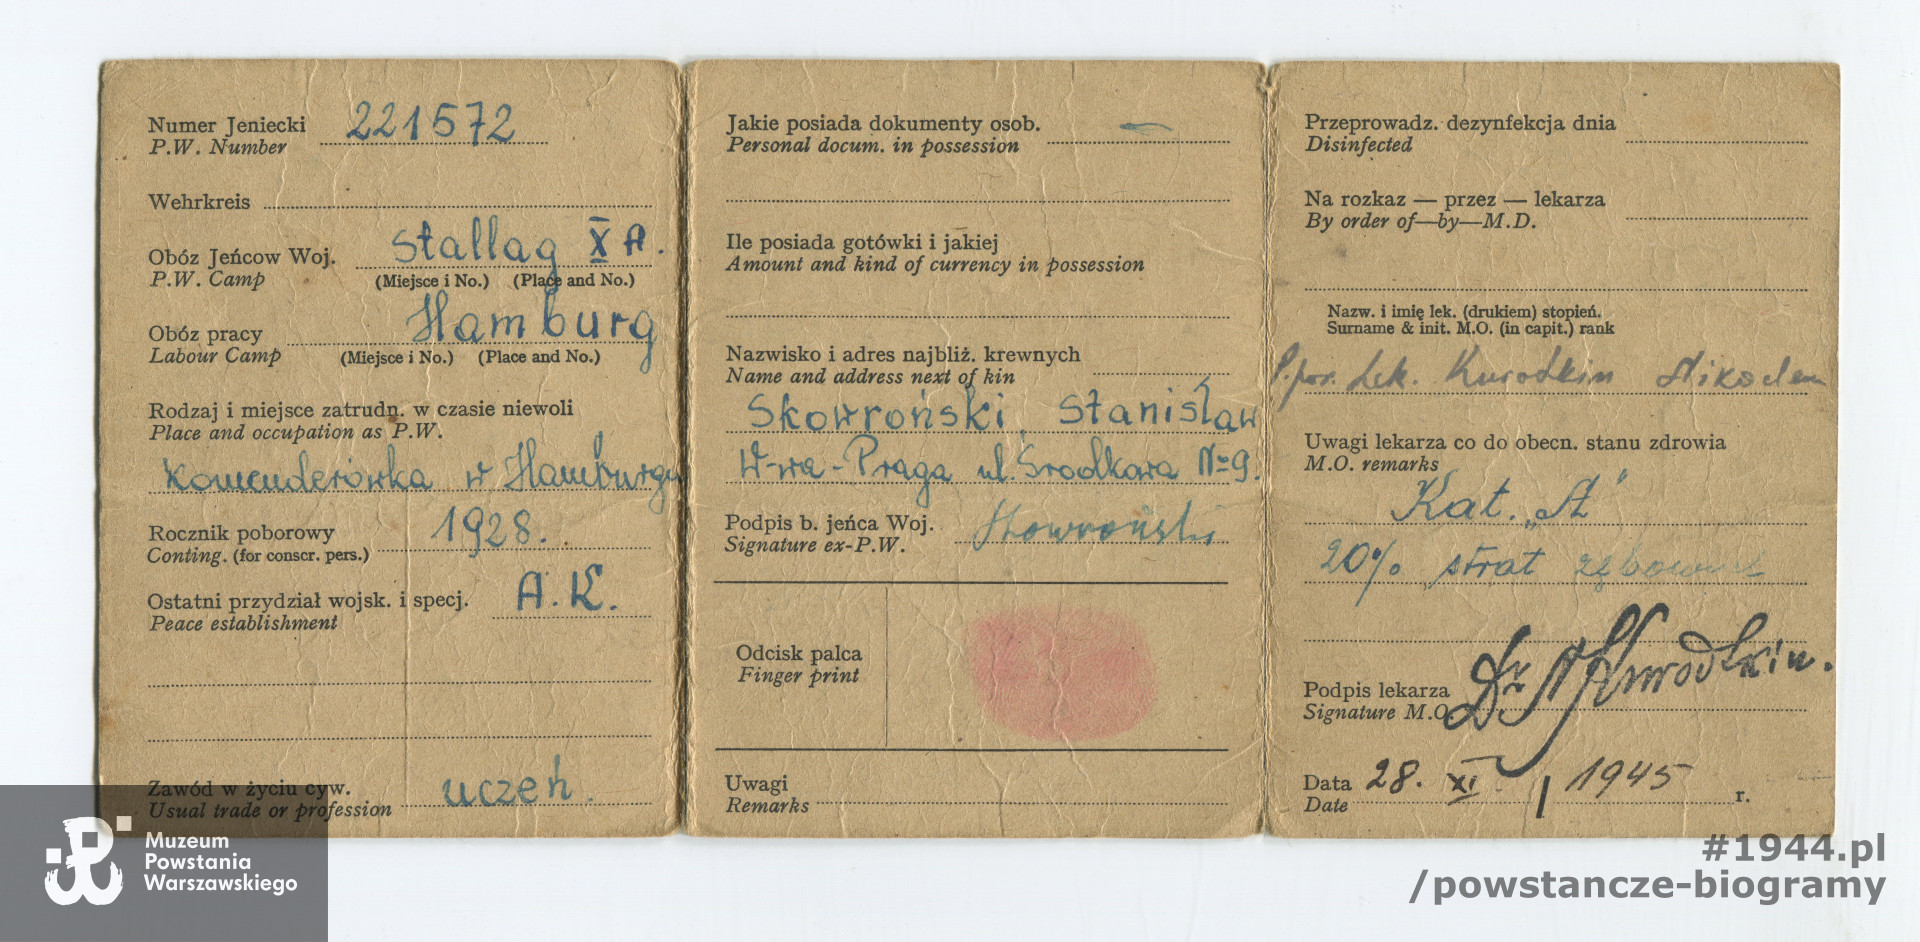 Numer Jeniecki 221572
P.W. Number
Wehrkreis
Obóz Jeńcow Woj. Stallag X A.
P.W. Camp (Miejsce i No.) (Place and No.)
Obóz pracy Hamburg
Labour Camp (Miejsce i No.) (Place and No.)
Rodzaj i miejsce zatrudn. w czasie niewoli
Place and occupation as P.W.
Komenderówka w Hamburgu
Rocznik poborowy 1928.
Conting. (for conscr. pers.)
Ostatni przydział wojsk. i specj. A.K.
Peace establishment
Zawód w życiu cyw. uczeń.
Usual trade or profession
Jakie posiada dokumenty osob. —
Personal docum. in possession
Ile posiada gotówki i jakiej
Amount and kind of currency in possession
Nazwisko i adres najbliż. krewnych
Name and address next of kin
Skowroński, Stanisław
W-wa - Praga ul. Środkowa № 9.
Podpis b. jeńca Woj. Skowroński
Signature ex-P.W.
Odcisk palca
Finger print
Uwagi
Remarks
Przeprowadz. dezynfekcja dnia
Disinfected
Na rozkaz — przez — lekarza
By order of—by—M.D.
Nazw. i imię lek. (drukiem) stopień.
Surname & init. M.O. (in capit.) rank
P.por. Lek. Kurodkin Nikodem
Uwagi lekarza co do obecn. stanu zdrowia
M.O. remarks
Kat. „A"
20% strat
Podpis lekarza Dr N Kurodkin.
Signature M.O.
Data 28. XI 1945 r.
Date
Muzeum
Powstania
Warszawskiego
#1944.pl
/powstancze-biogramy